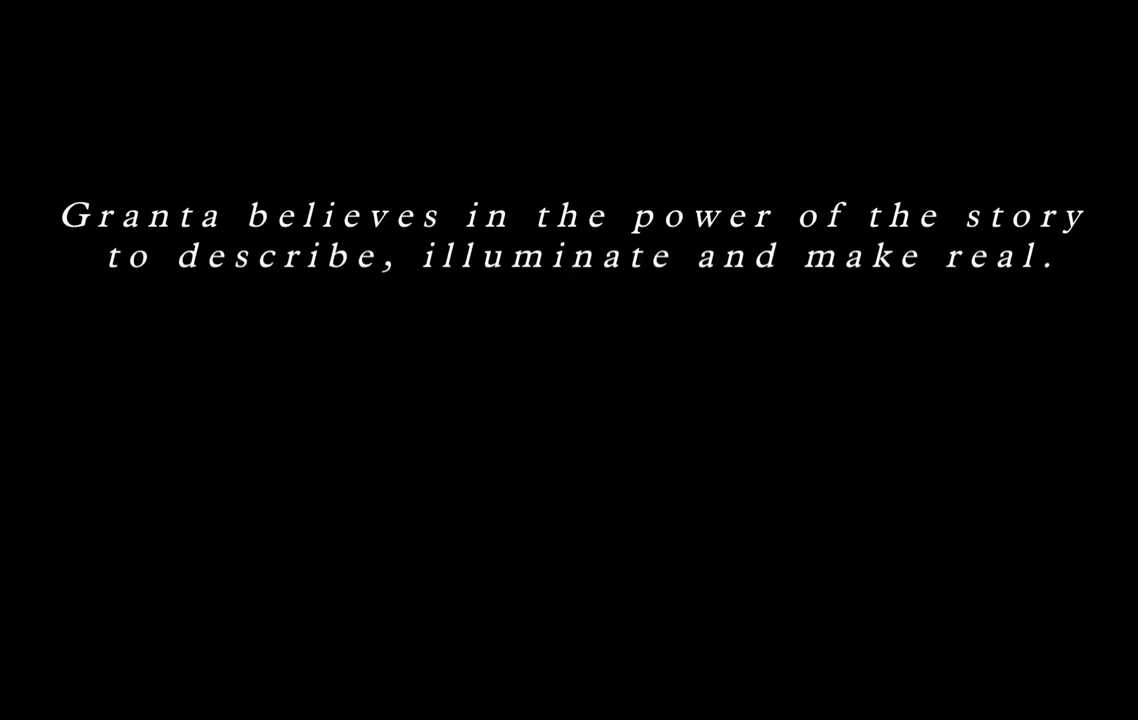 Granta believes in the power of the story
to describe, illuminate and make real.